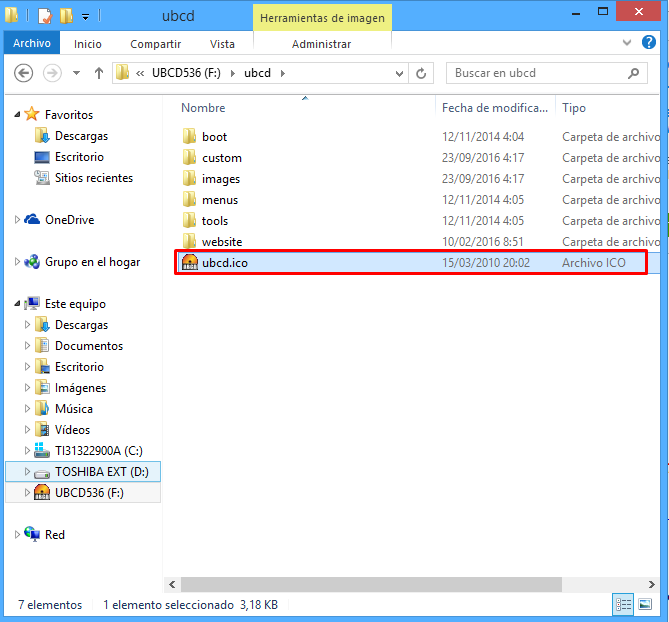 ubcd
Herramientas de imagen
Archivo Inicio Compartir Vista Administrar
« UBCD536 (F:) ubcd
Buscar en ubcd
Nombre Fecha de modifica... Tipo
boot 12/11/2014 4:04 Carpeta de archivo
custom 23/09/2016 4:17 Carpeta de archivo
images 23/09/2016 4:17 Carpeta de archivo
menus 12/11/2014 4:05 Carpeta de archivo
tools 12/11/2014 4:05 Carpeta de archivo
website 10/02/2016 8:51 Carpeta de archivo
ubcd.ico 15/03/2010 20:02 Archivo ICO
Favoritos
Descargas
Escritorio
Sitios recientes
OneDrive
Grupo en el hogar
Este equipo
Descargas
Documentos
Escritorio
Imágenes
Música
Vídeos
TI31322900A (C:)
TOSHIBA EXT (D:)
UBCD536 (F:)
Red
7 elementos 1 elemento seleccionado 3,18 KB